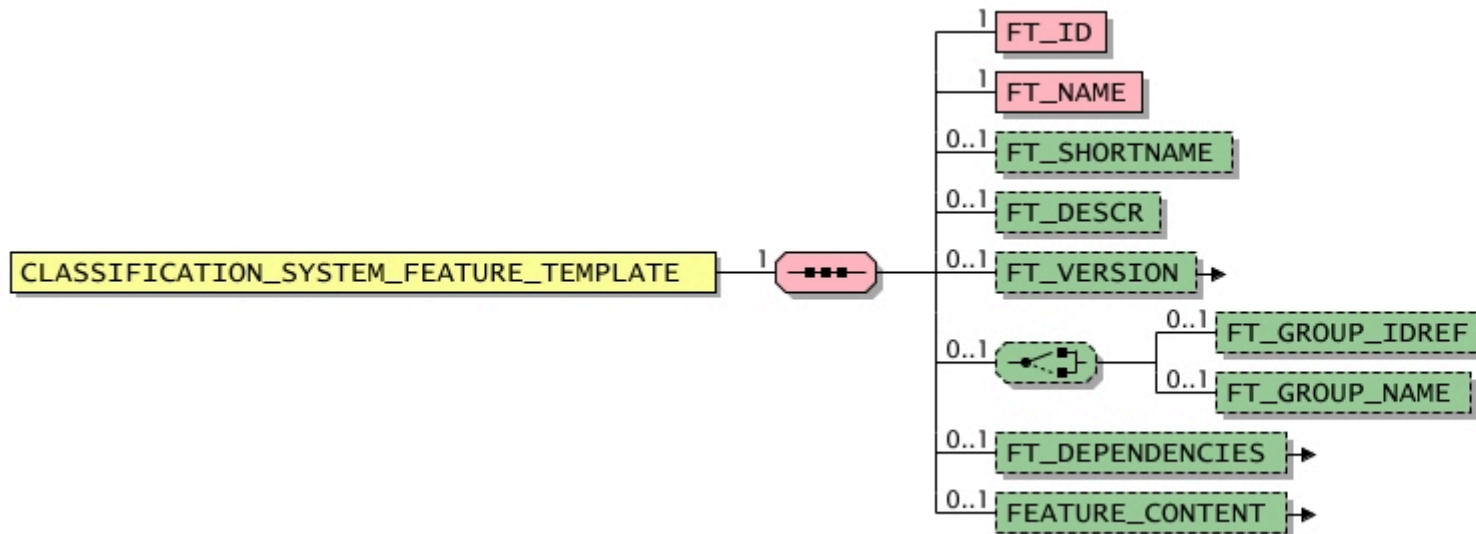 1
FT_ID
1
FT_NAME
0..1
FT_SHORTNAME
0..1
FT_DESCR
CLASSIFICATION_SYSTEM_FEATURE_TEMPLATE
1
0..1
FT_VERSION
0..1
0..1
FT_GROUP_IDREF
0..1
FT_GROUP_NAME
0..1
FT_DEPENDENCIES
0..1
FEATURE_CONTENT